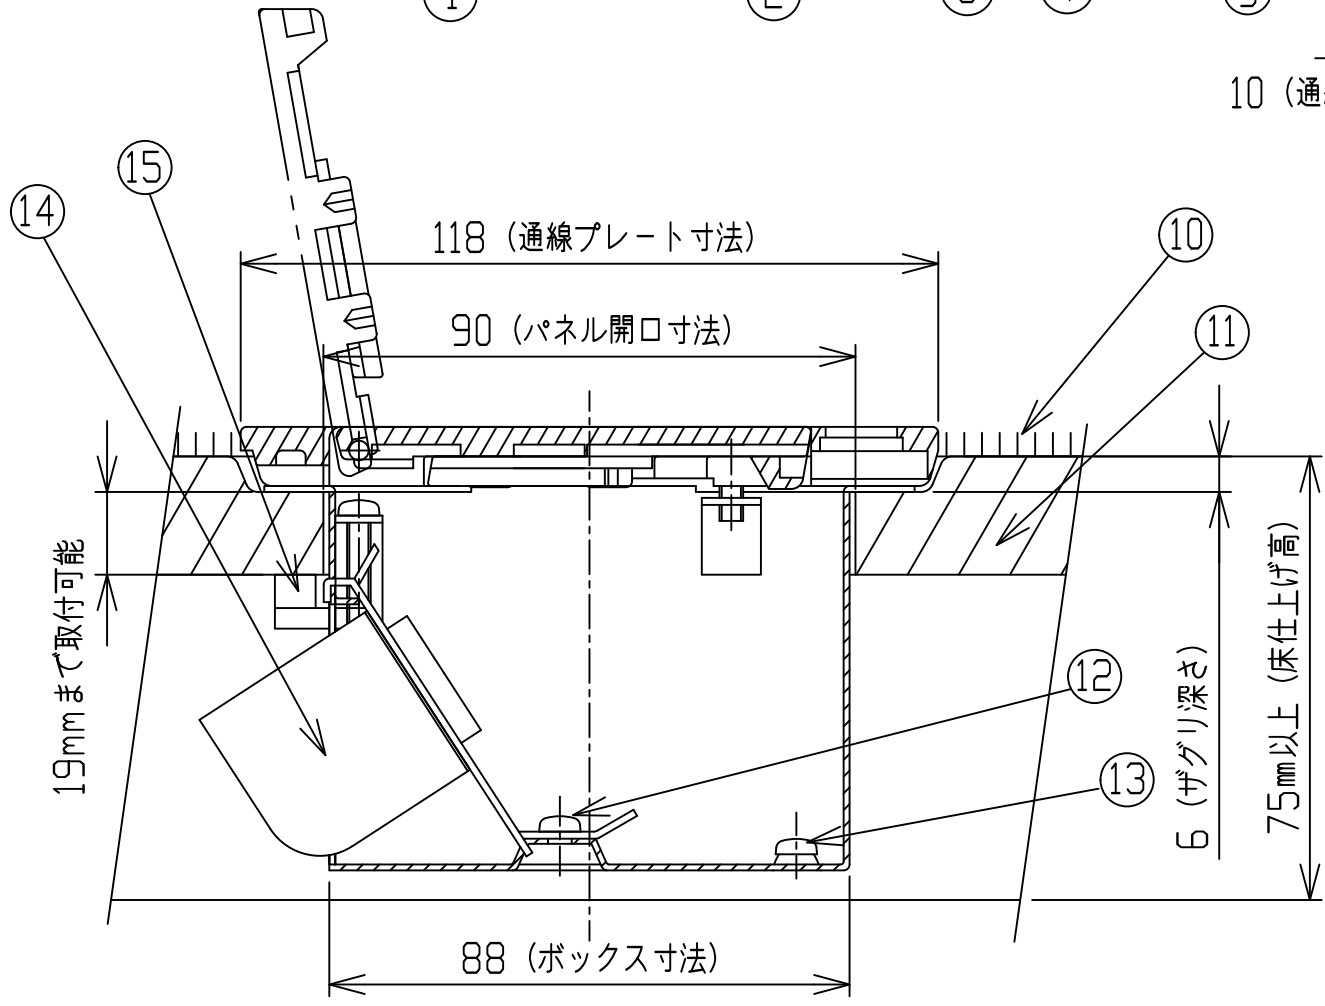 10 (通
15
14
118 (通線プレート寸法)
10
90 (パネル開口寸法)
11
19mmまで取付可能
12
13
6 (ザグリ深さ)
75mm以上 (床仕上げ高)
88 (ボックス寸法)